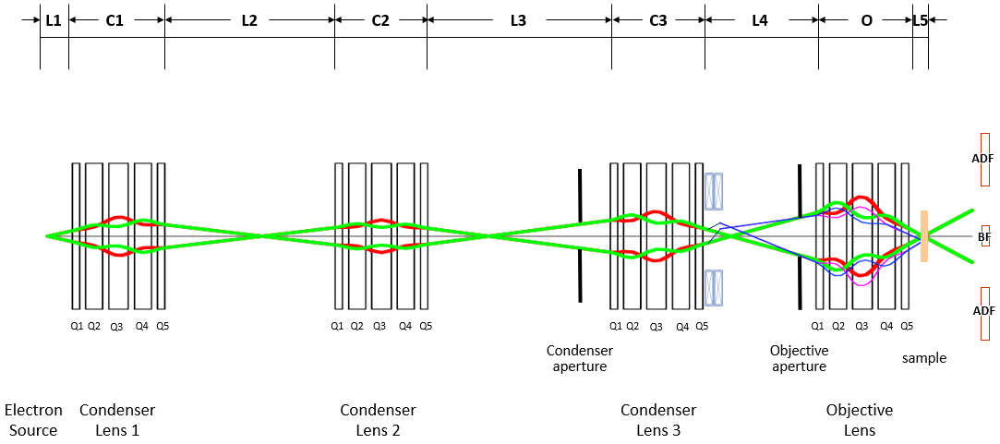 L1 C1 L2 C2 L3 C3 L4 O L5
ADF
BF
ADF
Q1 Q2 Q3 Q4 Q5 Q1 Q2 Q3 Q4 Q5 Q1 Q2 Q3 Q4 Q5 Q1 Q2 Q3 Q4 Q5
Condenser
aperture
Objective
aperture
sample
Electron
Source
Condenser
Lens 1
Condenser
Lens 2
Condenser
Lens 3
Objective
Lens